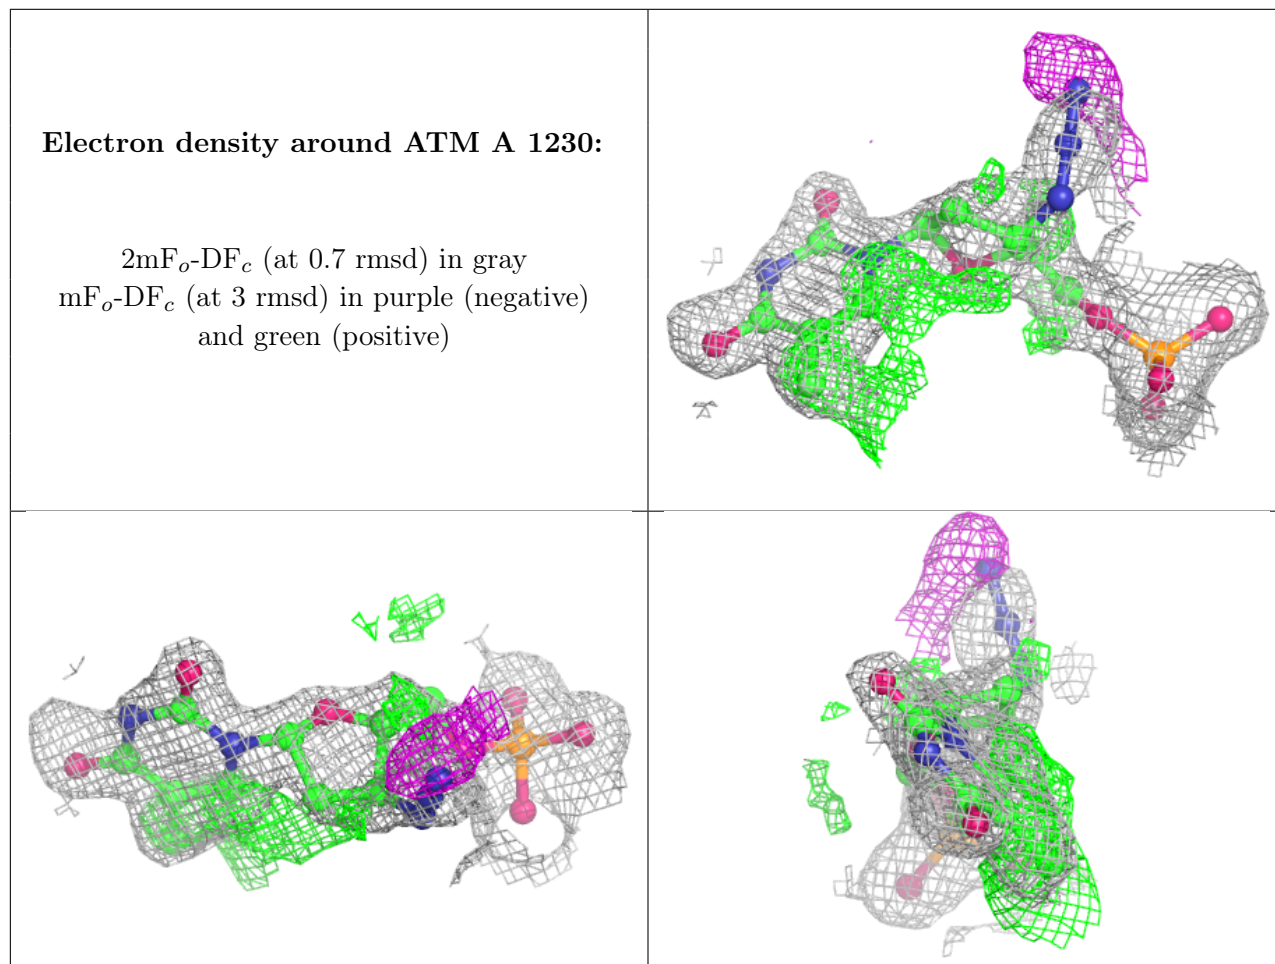 Electron density around ATM A 1230:
2mFo-DFc (at 0.7 rmsd) in gray
mFo-DFc (at 3 rmsd) in purple (negative)
and green (positive)